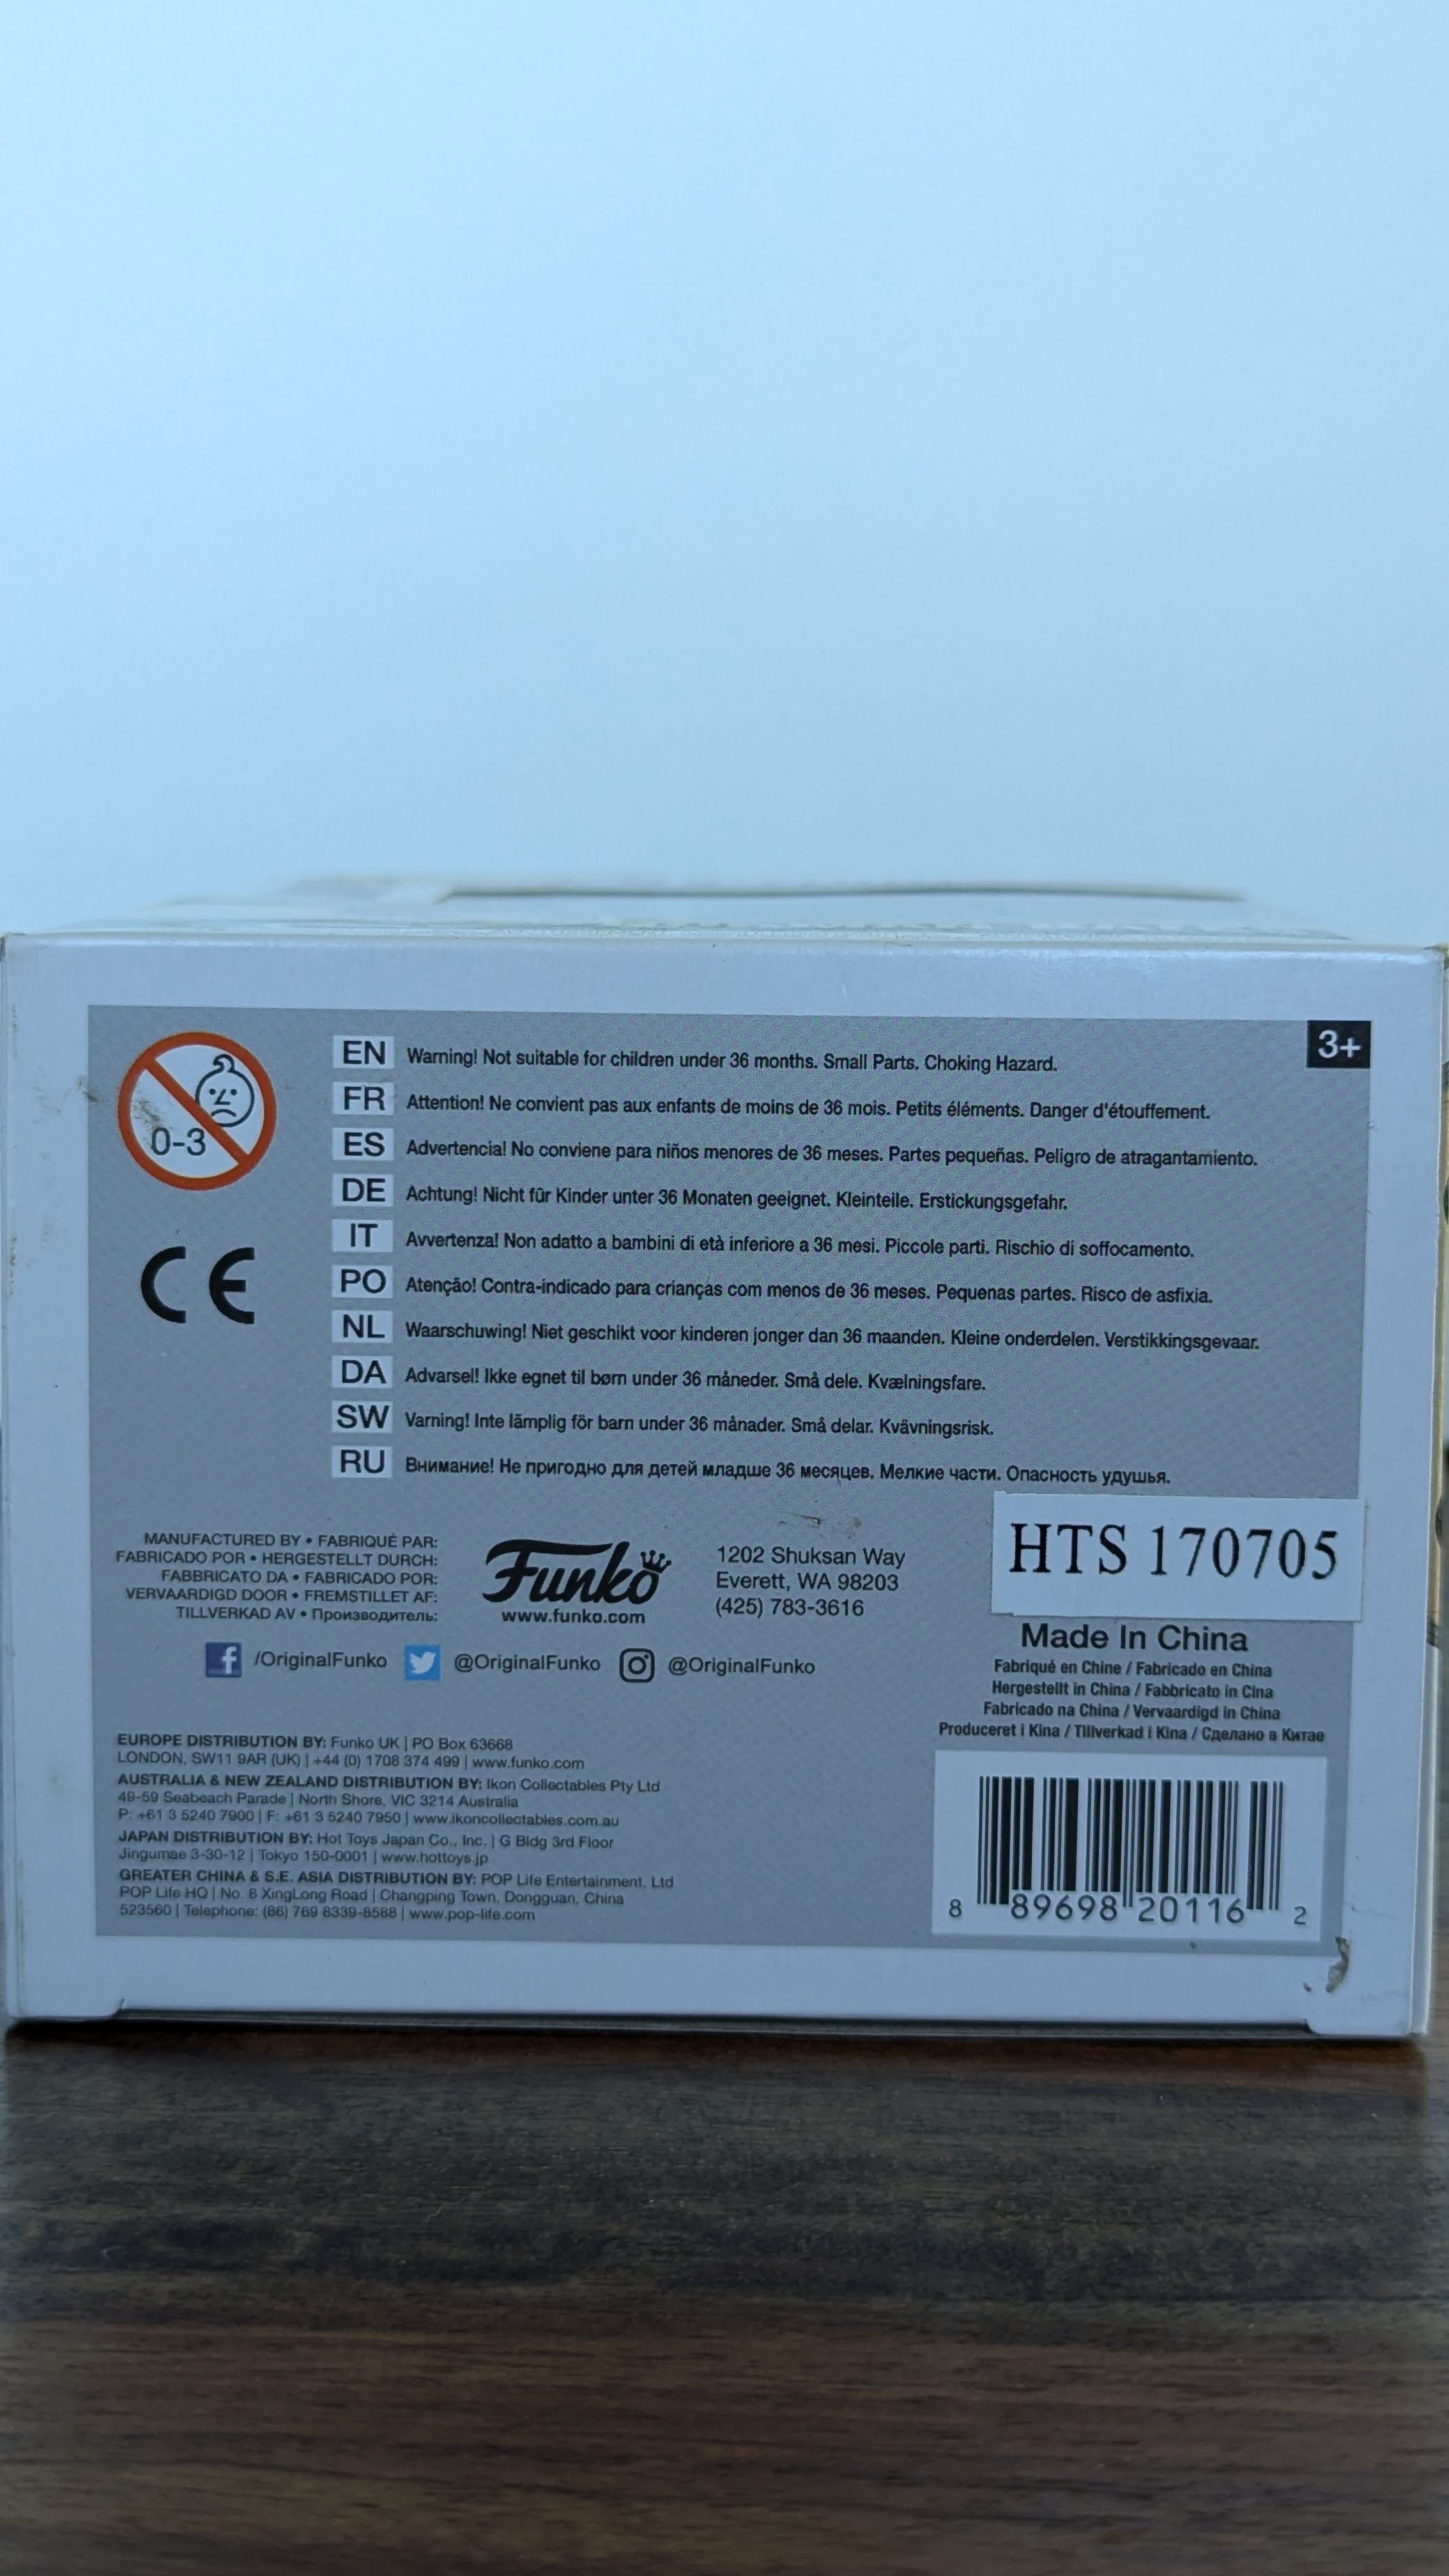 3+
0-3
EN Warning! Not suitable for children under 36 months. Small Parts. Choking Hazard.
FR Attention! Ne convient pas aux enfants de moins de 36 mois. Petits éléments. Danger d'étouffement.
ES Advertencia! No conviene para niños menores de 36 meses. Partes pequeñas. Peligro de atragantamiento.
DE Achtung! Nicht für Kinder unter 36 Monaten geeignet. Kleinteile. Erstickungsgefahr.
IT Avvertenza! Non adatto a bambini di età inferiore a 36 mesi. Piccole parti. Rischio di soffocamento.
CE
PO Atenção! Contra-indicado para crianças com menos de 36 meses. Pequenas partes. Risco de asfixia.
NL Waarschuwing! Niet geschikt voor kinderen jonger dan 36 maanden. Kleine onderdelen. Verstikkingsgevaar.
DA Advarsel! Ikke egnet til børn under 36 måneder. Små dele. Kvælningsfare.
SW Varning! Inte lämplig för barn under 36 månader. Små delar. Kvävningsrisk.
RU Внимание! Не пригодно для детей младше 36 месяцев. Мелкие части. Опасность удушья.
MANUFACTURED BY • FABRIQUÉ PAR:
FABRICADO POR • HERGESTELLT DURCH:
FABBRICATO DA • FABRICADO POR:
VERVAARDIGD DOOR • FREMSTILLET AF:
TILLVERKAD AV • Производитель:
Funko
www.funko.com
1202 Shuksan Way
Everett, WA 98203
(425) 783-3616
HTS 170705
/OriginalFunko @OriginalFunko @OriginalFunko
Made In China
Fabriqué en Chine / Fabricado en China
Hergestellt in China / Fabbricato in Cina
Fabricado na China / Vervaardigd in China
Produceret i Kina / Tillverkad i Kina / Сделано в Китае
EUROPE DISTRIBUTION BY: Funko UK | PO Box 63668
LONDON, SW11 9AR (UK) | +44 (0) 1708 374 499 | www.funko.com
AUSTRALIA & NEW ZEALAND DISTRIBUTION BY: Ikon Collectables Pty Ltd
49-59 Seabeach Parade | North Shore, VIC 3214 Australia
P: +61 3 5240 7900 | F: +61 3 5240 7950 | www.ikoncollectables.com.au
JAPAN DISTRIBUTION BY: Hot Toys Japan Co., Inc. | G Bldg 3rd Floor
Jingumae 3-30-12 | Tokyo 150-0001 | www.hottoys.jp
GREATER CHINA & S.E. ASIA DISTRIBUTION BY: POP Life Entertainment, Ltd
POP Life HQ | No. 8 XingLong Road | Changping Town, Dongguan, China
523560 | Telephone: (86) 769 8339-8588 | www.pop-life.com
8 89698 20116 2